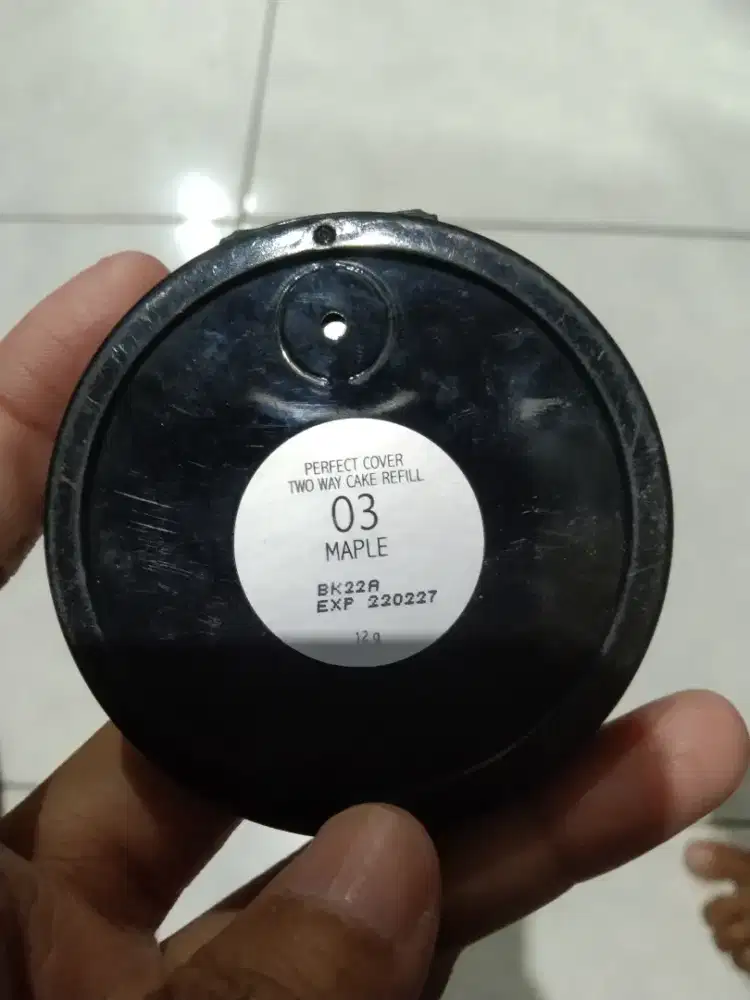 PERFECT COVER
TWO WAY CAKE REFILL
03
MAPLE
BK22A
EXP 220227
12 g